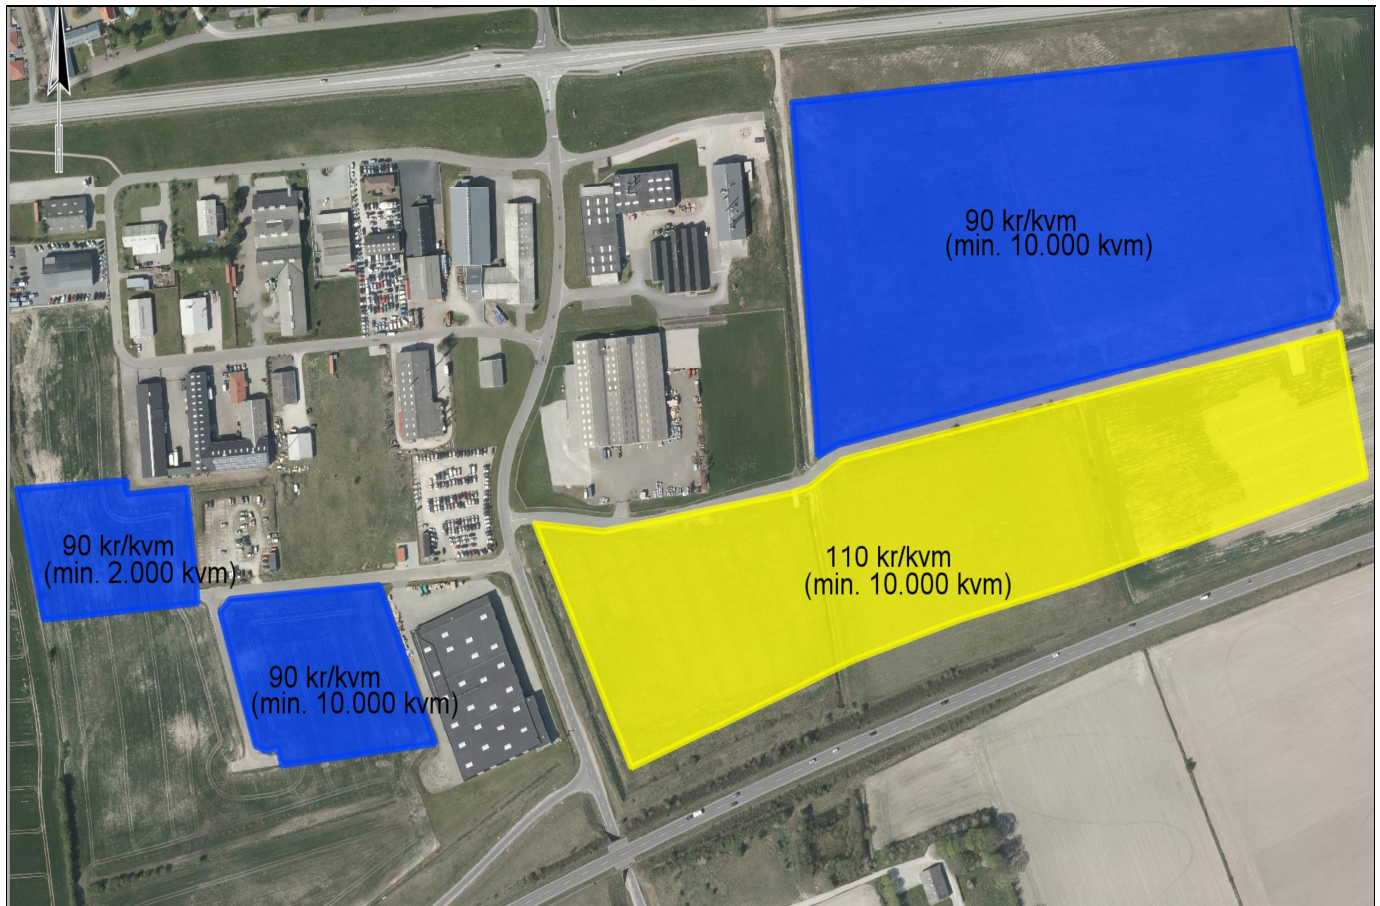 90 kr/kvm
(min. 10.000 kvm)
90 kr/kvm
(min. 2.000 kvm)
110 kr/kvm
(min. 10.000 kvm)
90 kr/kvm
(min. 10.000 kvm)